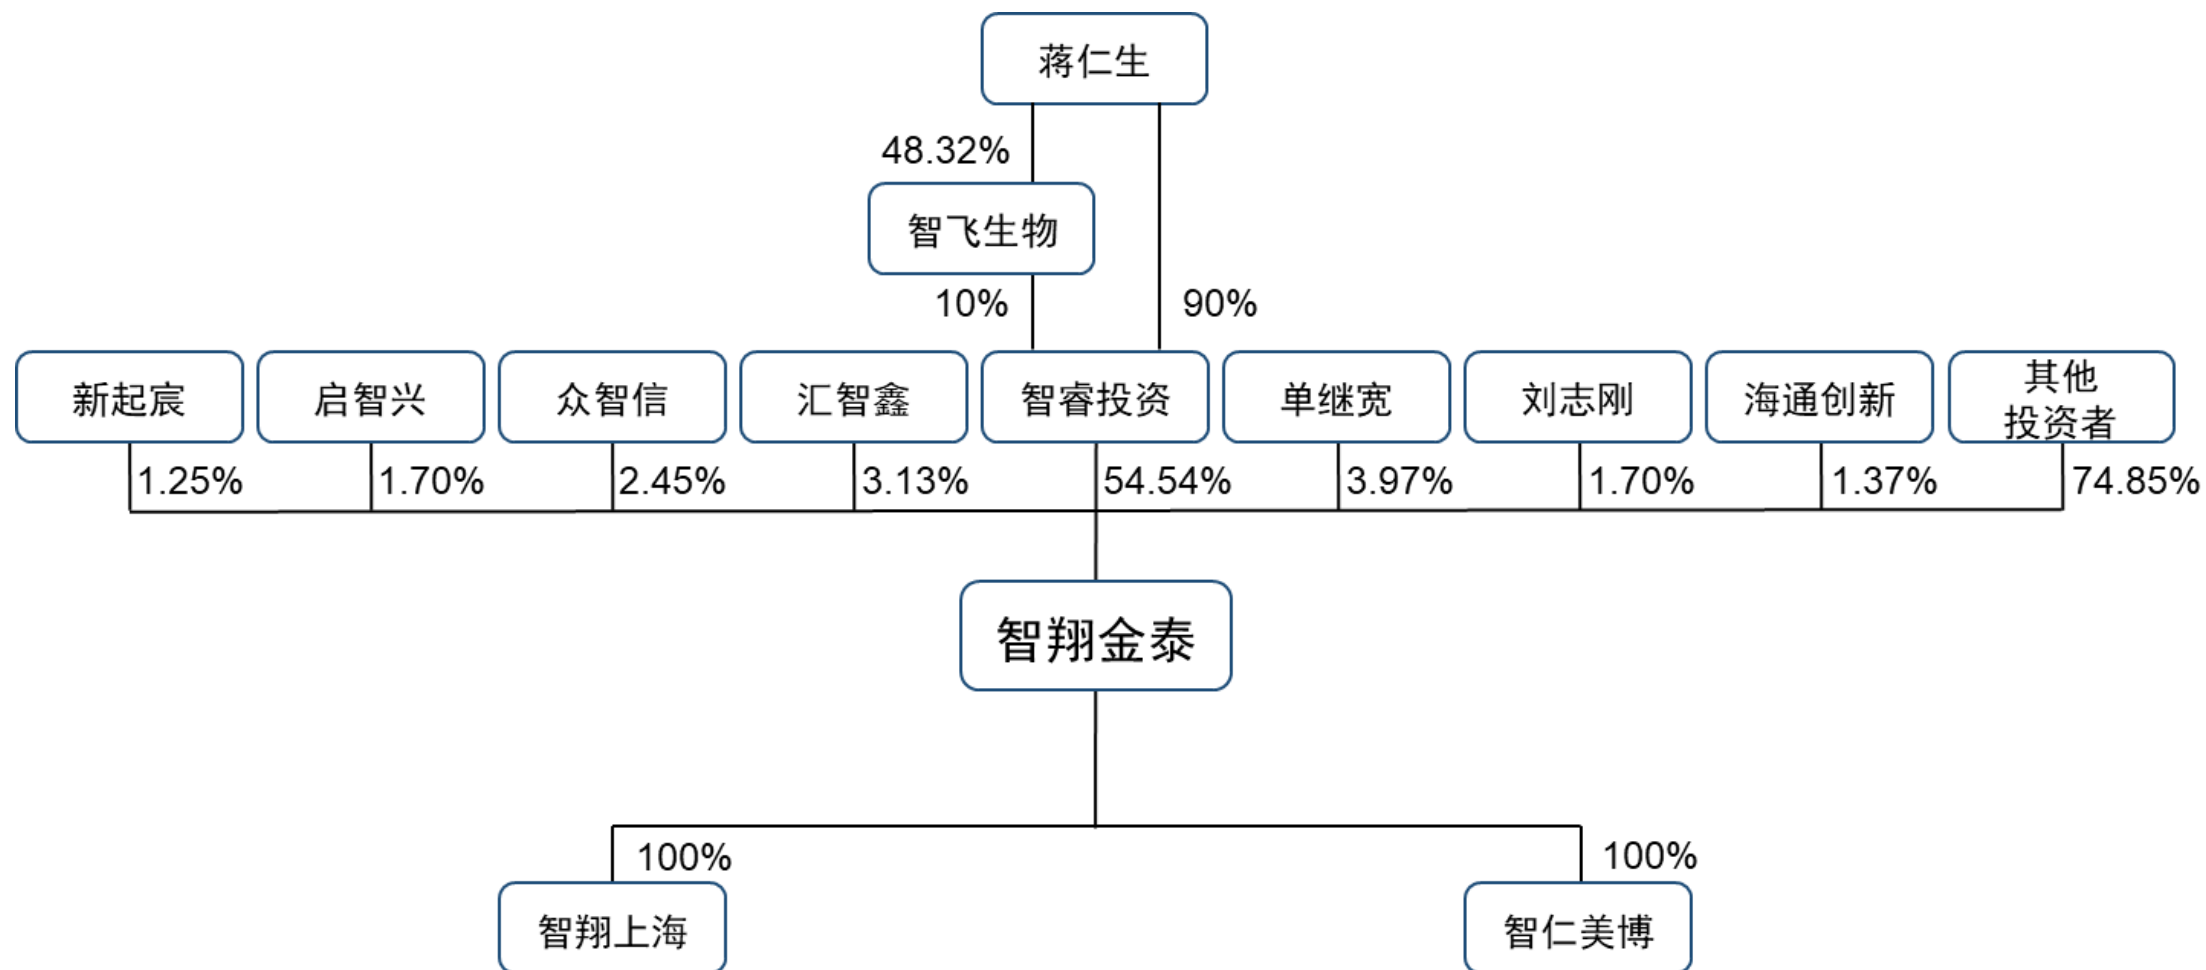 蒋仁生
48.32%
智飞生物
10%
90%
新起宸
启智兴
众智信
汇智鑫
智睿投资
单继宽
刘志刚
海通创新
其他
投资者
1.25%
1.70%
2.45%
3.13%
54.54%
3.97%
1.70%
1.37%
74.85%
智翔金泰
100%
100%
智翔上海
智仁美博